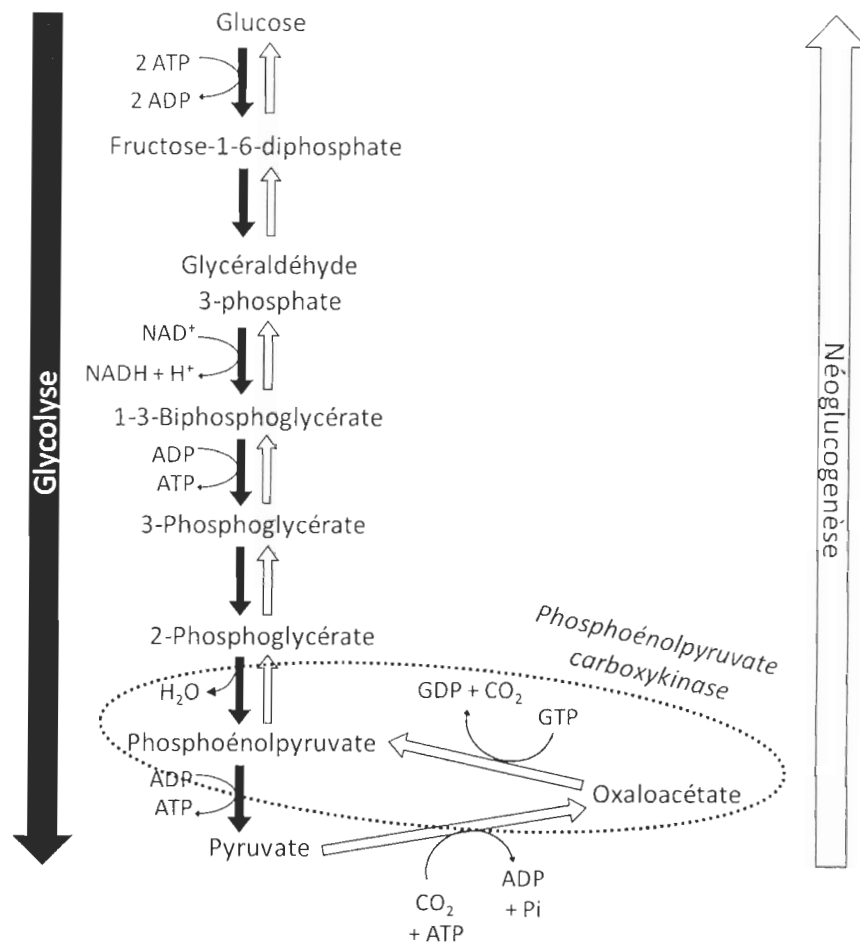 Glucose
2 ATP
2 ADP
Fructose-1-6-diphosphate
Glycéraldéhyde
3-phosphate
NAD⁺
NADH + H⁺
1-3-Biphosphoglycérate
ADP
ATP
3-Phosphoglycérate
2-Phosphoglycérate
H₂O
Phosphoénolpyruvate
carboxykinase
GDP + CO₂
GTP
Phosphoénolpyruvate
ADP
ATP
Oxaloacétate
Pyruvate
CO₂
+ ATP
ADP
+ Pi
Glycolyse
Néoglucogenèse